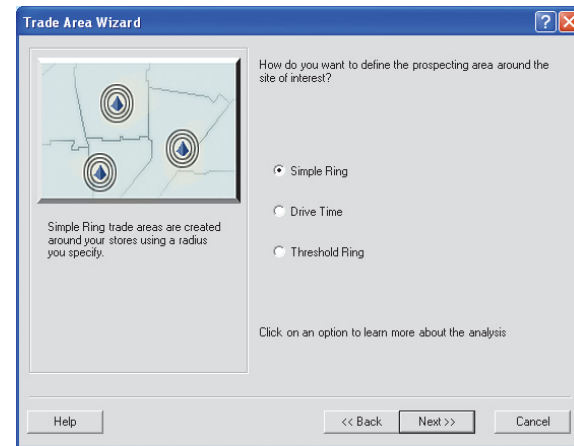 Trade Area Wizard
How do you want to define the prospecting area around the
site of interest?
Simple Ring
Drive Time
Threshold Ring
Simple Ring trade areas are created
around your stores using a radius
you specify.
Click on an option to learn more about the analysis
Help
<< Back
Next >>
Cancel